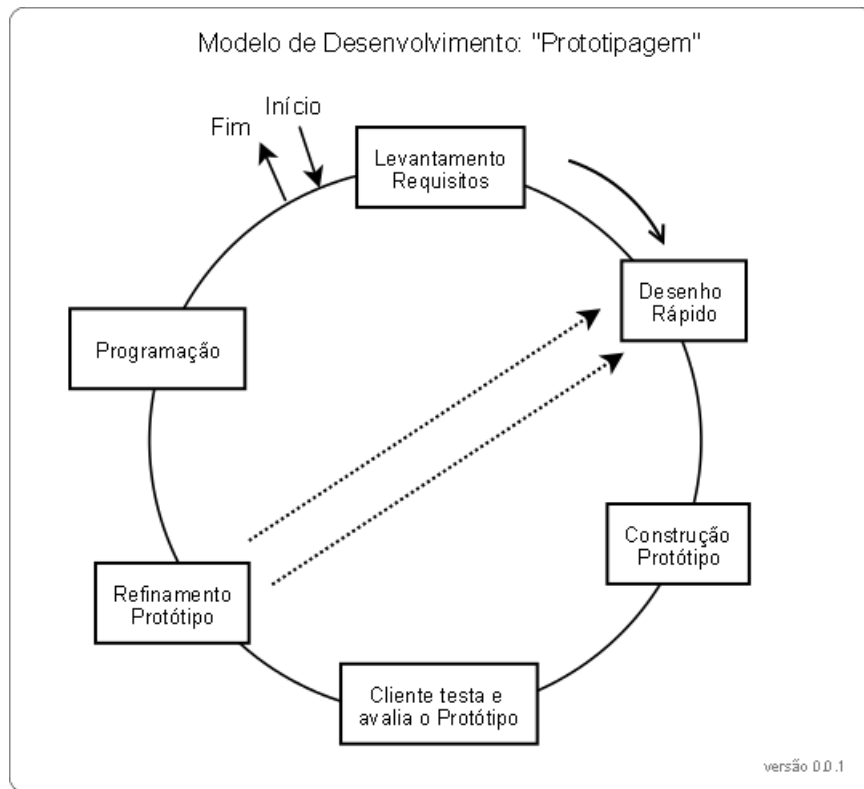 Modelo de Desenvolvimento: "Prototipagem"
Início
Fim
Levantamento
Requisitos
Desenho
Rápido
Programação
Construção
Protótipo
Refinamento
Protótipo
Cliente testa e
avalia o Protótipo
versão 0.0.1